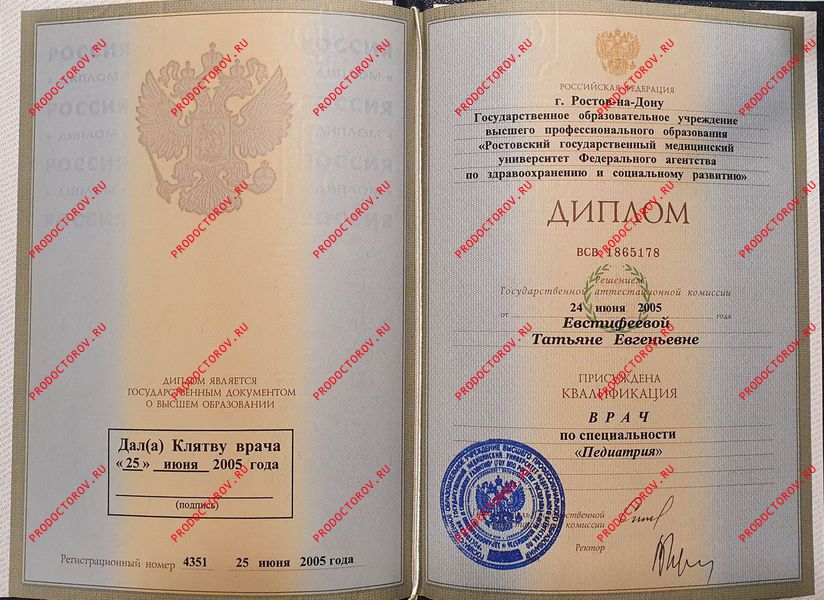 ДИПЛОМ ЯВЛЯЕТСЯ
ГОСУДАРСТВЕННЫМ ДОКУМЕНТОМ
О ВЫСШЕМ ОБРАЗОВАНИИ
Дал(а) Клятву врача
«25» июня 2005 года
(подпись)
Регистрационный номер 4351 25 июня 2005 года
РОССИЙСКАЯ ФЕДЕРАЦИЯ
г. Ростов-на-Дону
Государственное образовательное учреждение
высшего профессионального образования
«Ростовский государственный медицинский
университет Федерального агентства
по здравоохранению и социальному развитию»
ДИПЛОМ
ВСВ 1865178
Решением
Государственной аттестационной комиссии
от 24 июня 2005 года
Евстифеевой
Татьяне Евгеньевне
ПРИСУЖДЕНА
КВАЛИФИКАЦИЯ
ВРАЧ
по специальности
«Педиатрия»
комиссии
Ректор
PRODOCTOROV.RU